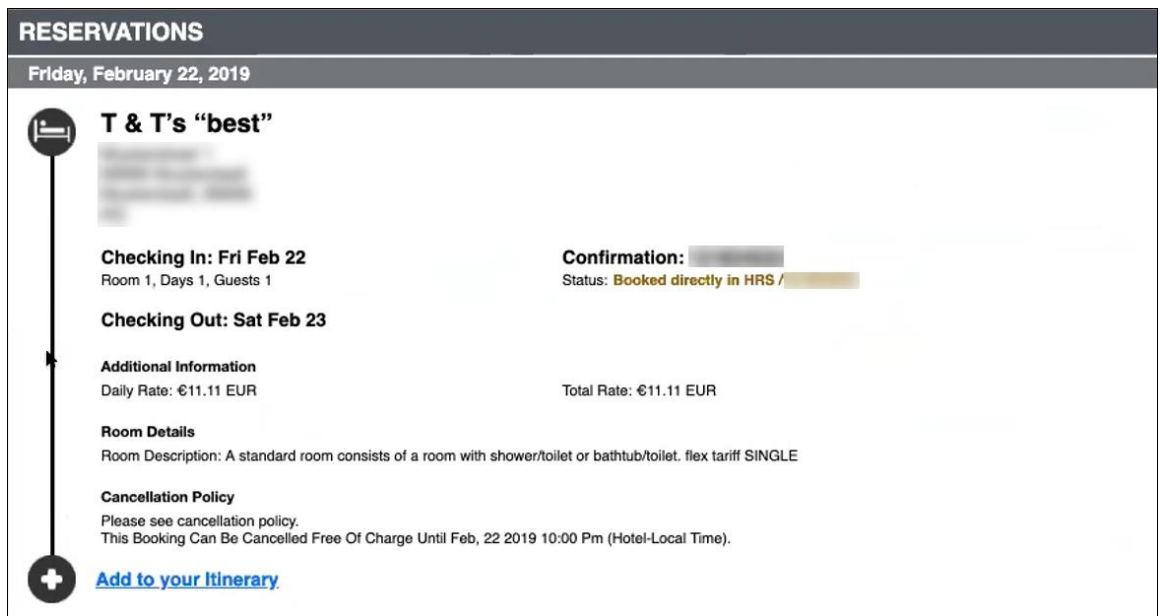 RESERVATIONS
Friday, February 22, 2019
T & T's “best”
Checking In: Fri Feb 22
Confirmation:
Room 1, Days 1, Guests 1
Status: Booked directly in HRS /
Checking Out: Sat Feb 23
Additional Information
Daily Rate: €11.11 EUR
Total Rate: €11.11 EUR
Room Details
Room Description: A standard room consists of a room with shower/toilet or bathtub/toilet. flex tariff SINGLE
Cancellation Policy
Please see cancellation policy.
This Booking Can Be Cancelled Free Of Charge Until Feb, 22 2019 10:00 Pm (Hotel-Local Time).
Add to your Itinerary